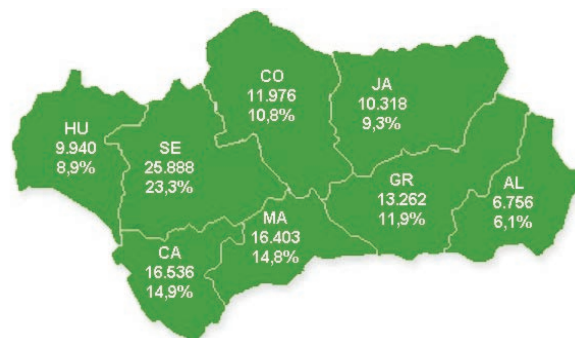 CO
11.976
10,8%
JA
10.318
9,3%
HU
9.940
8,9%
SE
25.888
23,3%
GR
13.262
11,9%
AL
6.756
6,1%
MA
16.403
14,8%
CA
16.536
14,9%